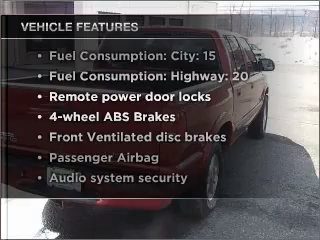 VEHICLE FEATURES
• Fuel Consumption: City: 15
• Fuel Consumption: Highway: 20
• Remote power door locks
• 4-wheel ABS Brakes
• Front Ventilated disc brakes
• Passenger Airbag
• Audio system security